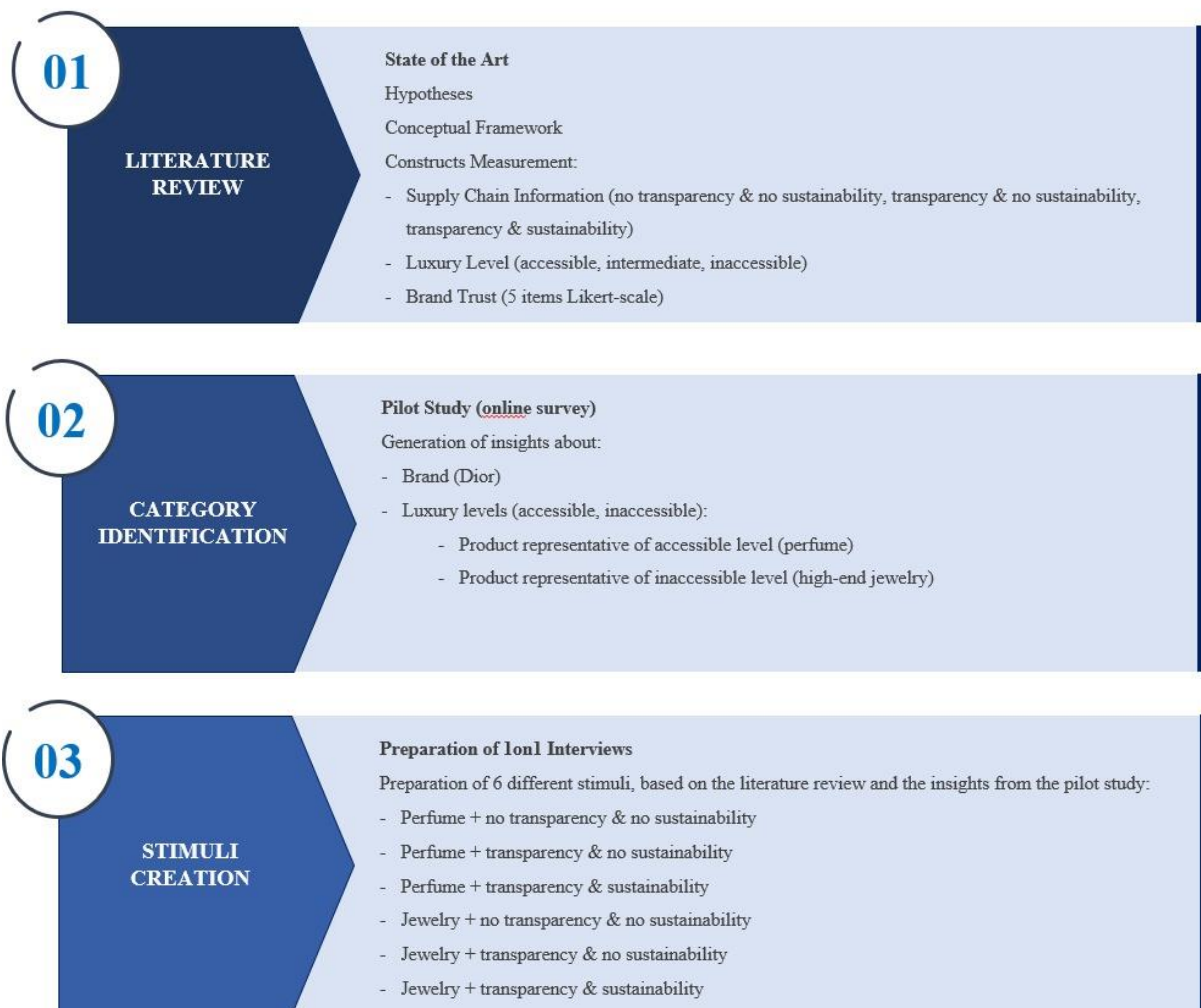 01
LITERATURE
REVIEW
State of the Art
Hypotheses
Conceptual Framework
Constructs Measurement:
- Supply Chain Information (no transparency & no sustainability, transparency & no sustainability,
transparency & sustainability)
- Luxury Level (accessible, intermediate, inaccessible)
- Brand Trust (5 items Likert-scale)
02
CATEGORY
IDENTIFICATION
Pilot Study (online survey)
Generation of insights about:
- Brand (Dior)
- Luxury levels (accessible, inaccessible):
- Product representative of accessible level (perfume)
- Product representative of inaccessible level (high-end jewelry)
03
STIMULI
CREATION
Preparation of 1on1 Interviews
Preparation of 6 different stimuli, based on the literature review and the insights from the pilot study:
- Perfume + no transparency & no sustainability
- Perfume + transparency & no sustainability
- Perfume + transparency & sustainability
- Jewelry + no transparency & no sustainability
- Jewelry + transparency & no sustainability
- Jewelry + transparency & sustainability